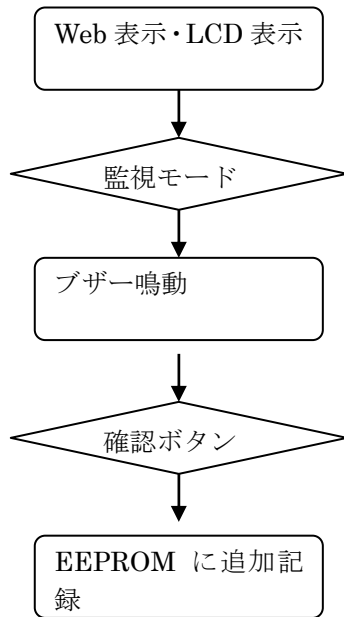 Web 表示・LCD 表示
監視モード
ブザー鳴動
確認ボタン
EEPROM に追加記
録